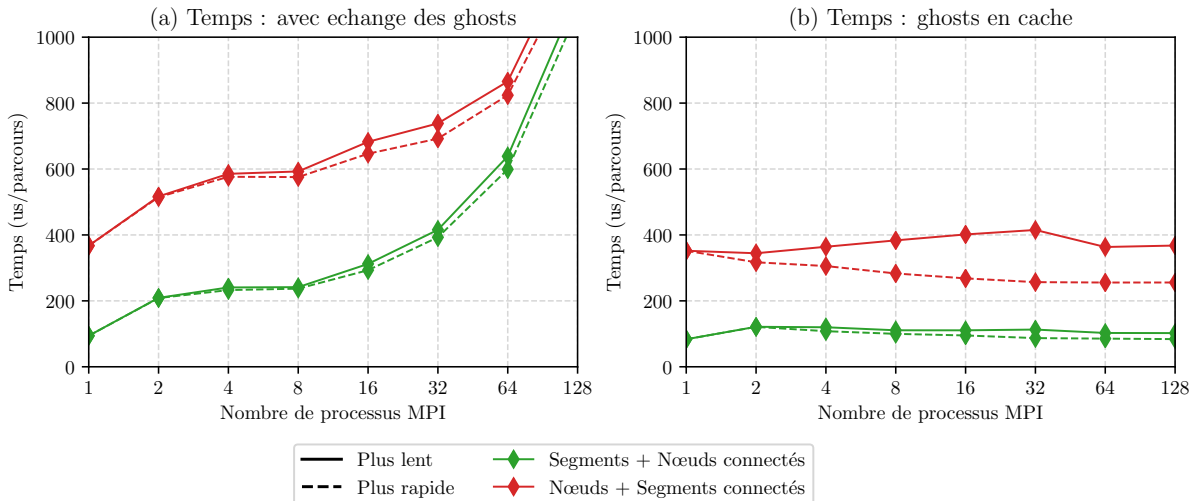 (a) Temps : avec echange des ghosts
1000
800
600
400
200
0
Temps (us/parcours)
1 2 4 8 16 32 64 128
Nombre de processus MPI
(b) Temps : ghosts en cache
1000
800
600
400
200
0
Temps (us/parcours)
1 2 4 8 16 32 64 128
Nombre de processus MPI
Plus lent
Plus rapide
Segments + Nœuds connectés
Nœuds + Segments connectés